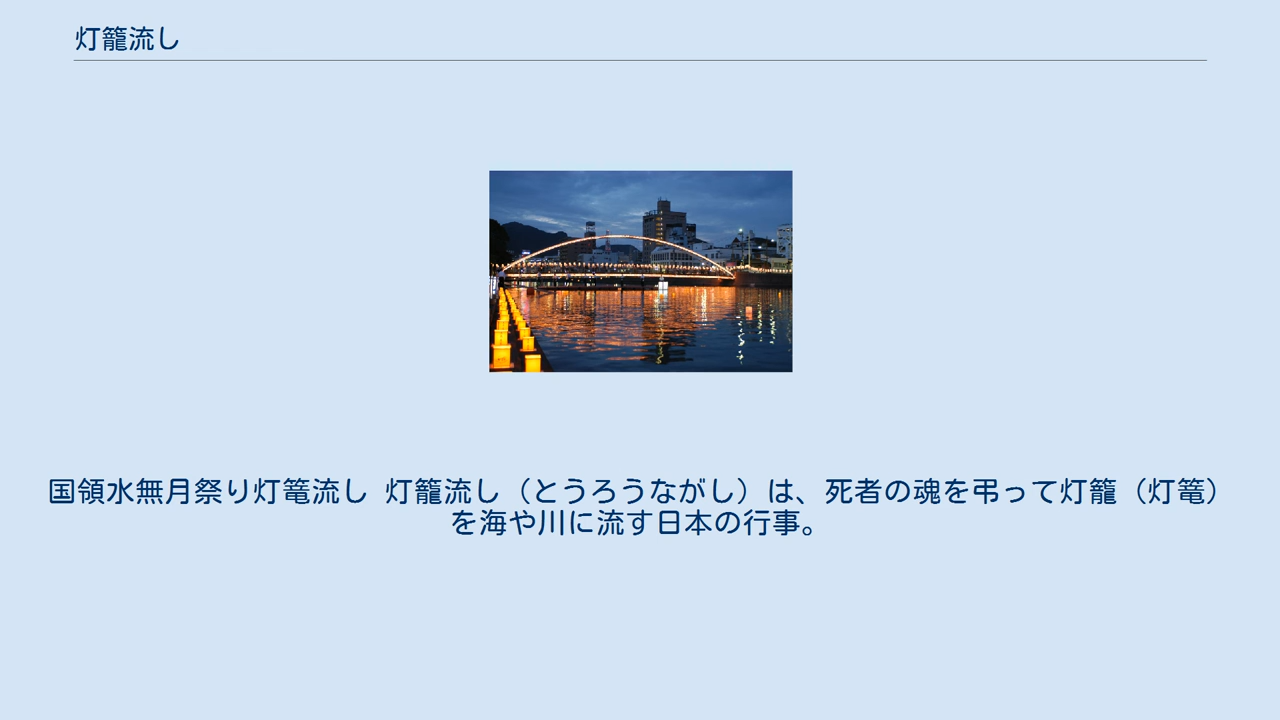 灯籠流し
国領水無月祭り灯篭流し 灯籠流し（とうろうながし）は、死者の魂を弔って灯籠（灯篭）
を海や川に流す日本の行事。